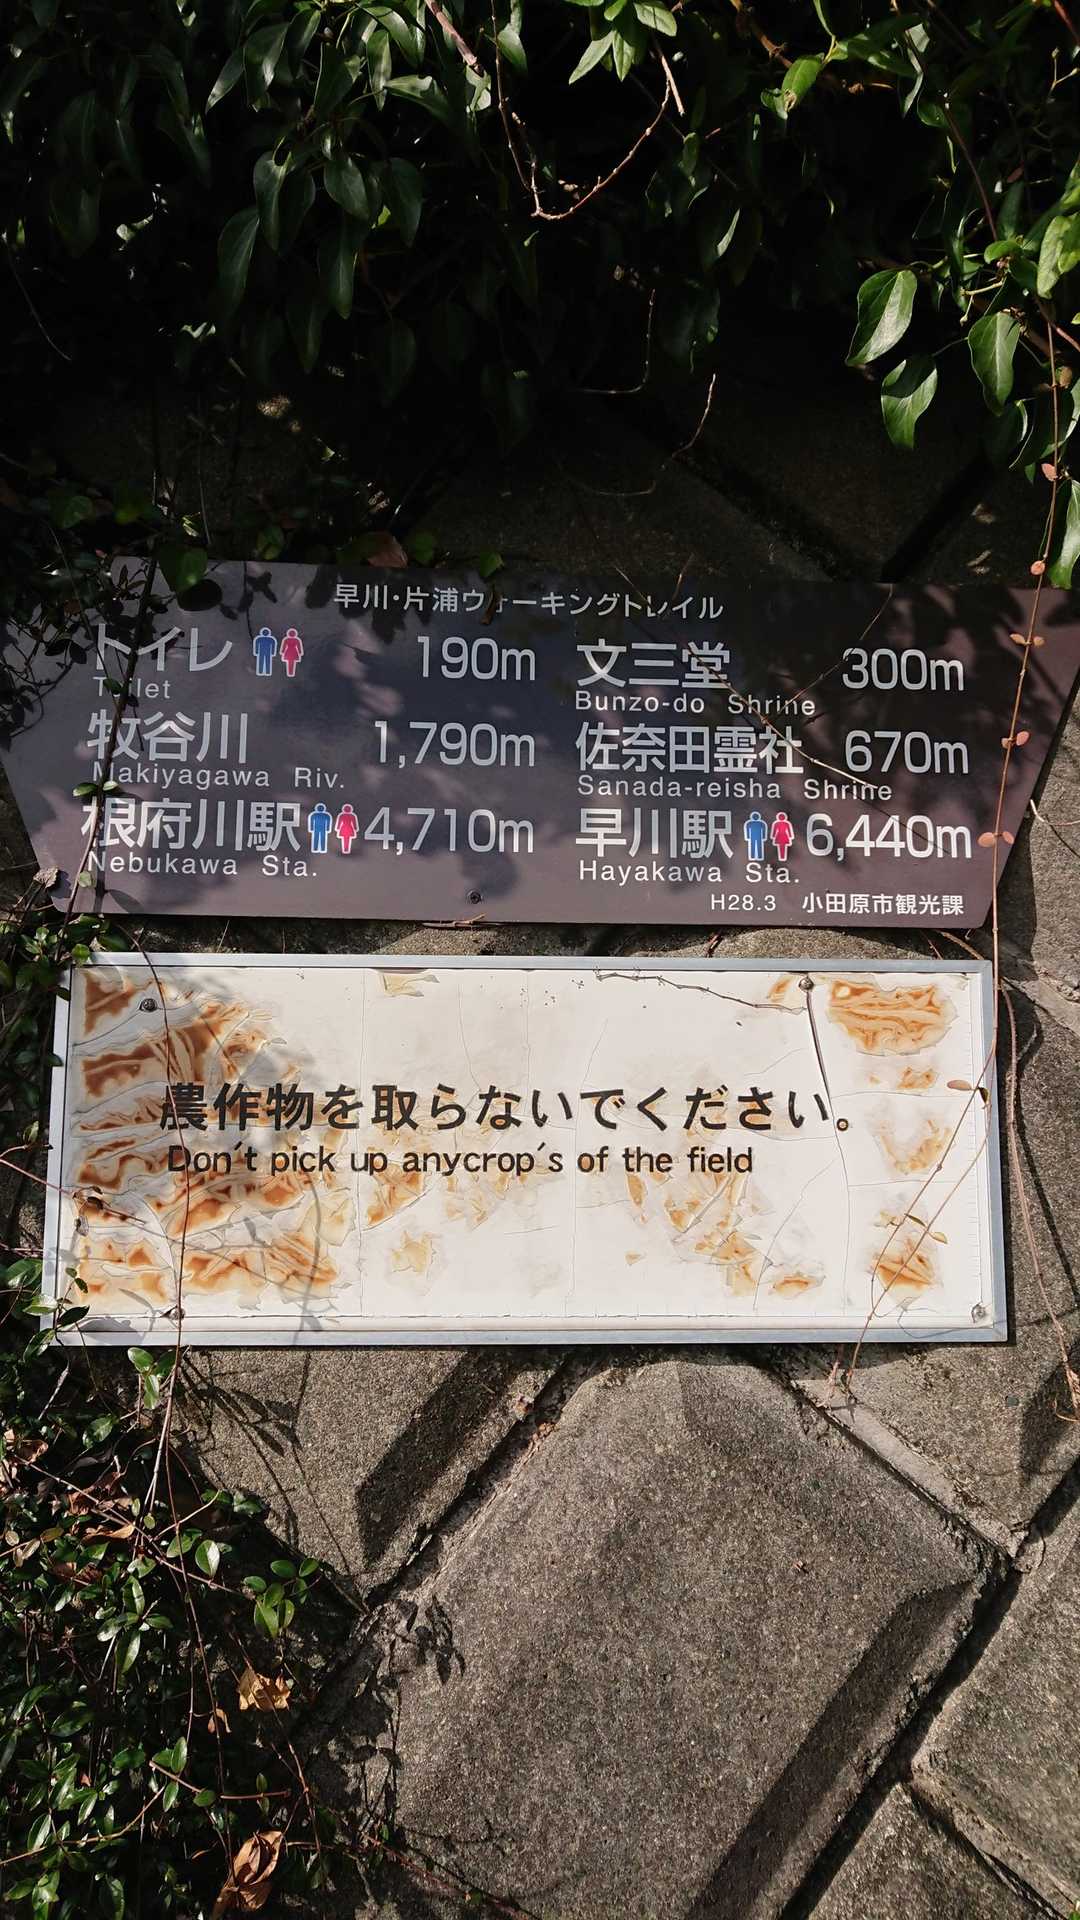 早川・片浦ウォーキングトレイル
トイレ 190m
Toilet
牧谷川 1,790m
Makiyagawa Riv.
根府川駅 4,710m
Nebukawa Sta.
文三堂 300m
Bunzo-do Shrine
佐奈田霊社 670m
Sanada-reisha Shrine
早川駅 6,440m
Hayakawa Sta.
H28.3 小田原市観光課
農作物を取らないでください。
Don't pick up anycrop's of the field